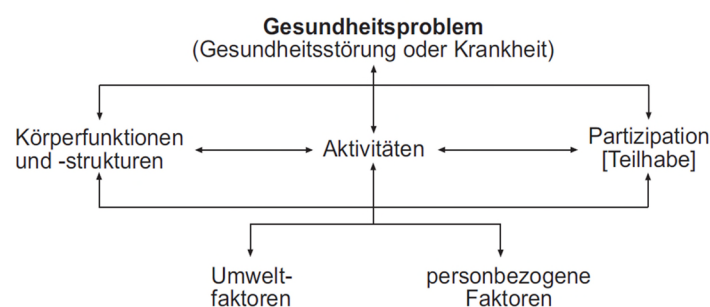 Gesundheitsproblem
(Gesundheitsstörung oder Krankheit)
Körperfunktionen
und -strukturen
Aktivitäten
Partizipation
[Teilhabe]
Umwelt-
faktoren
personbezogene
Faktoren